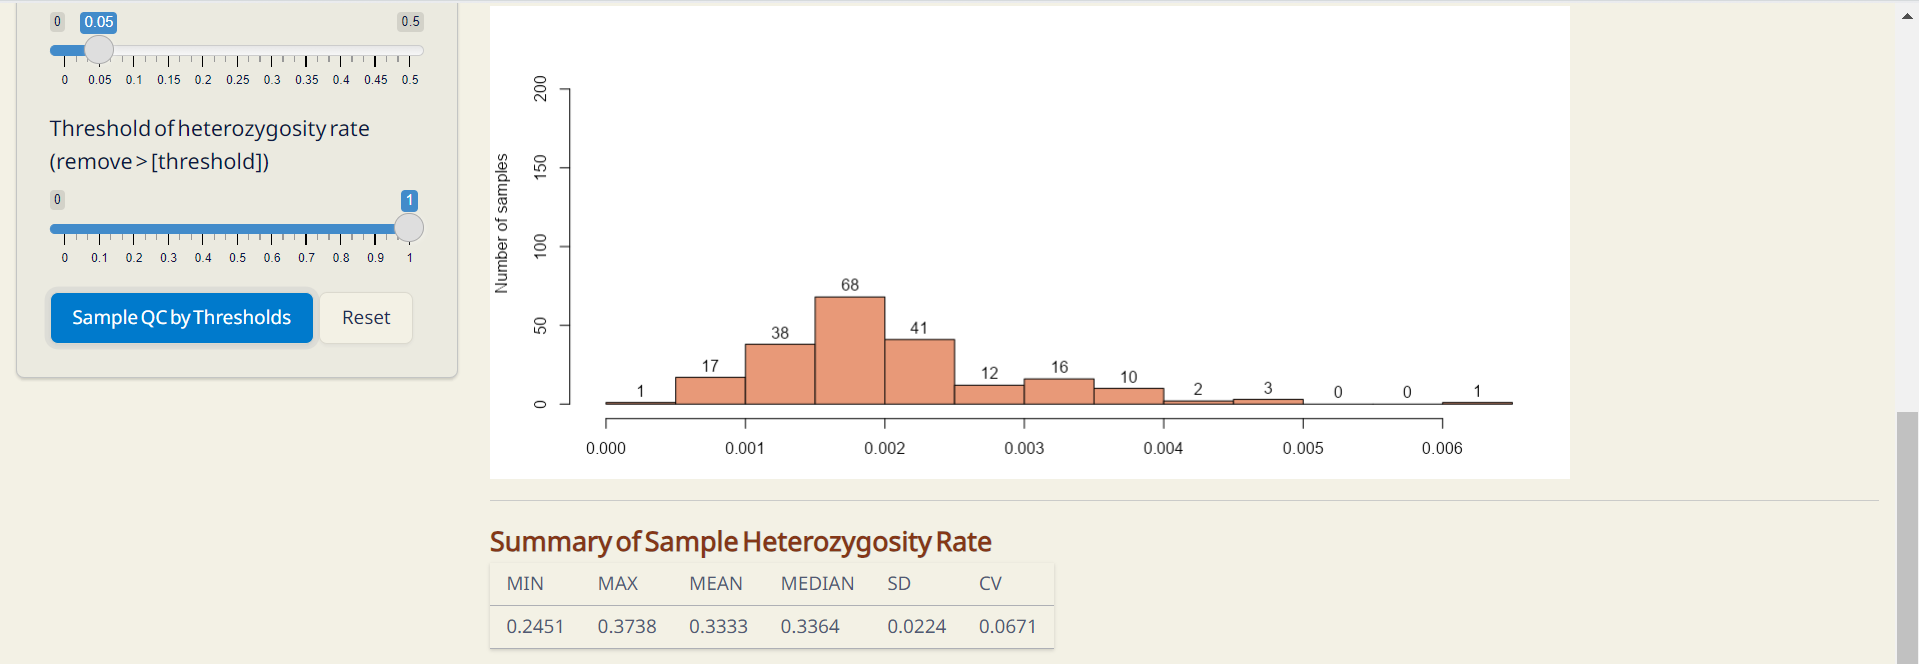 0 0.05 0.5
0 0.05 0.1 0.15 0.2 0.25 0.3 0.35 0.4 0.45 0.5
Threshold of heterozygosity rate
(remove > [threshold])
0 1
0 0.1 0.2 0.3 0.4 0.5 0.6 0.7 0.8 0.9 1
Sample QC by Thresholds Reset
Number of samples
200
150
100
50
0
1 17 38 68 41 12 16 10 2 3 0 0 1
0.000 0.001 0.002 0.003 0.004 0.005 0.006
Summary of Sample Heterozygosity Rate
MIN MAX MEAN MEDIAN SD CV
0.2451 0.3738 0.3333 0.3364 0.0224 0.0671